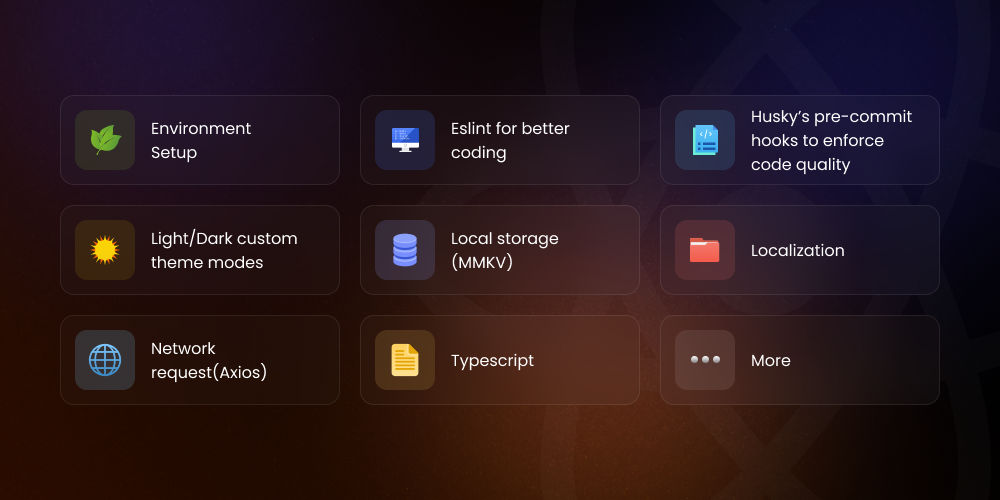 Environment
Setup
Eslint for better
coding
Husky’s pre-commit
hooks to enforce
code quality
Light/Dark custom
theme modes
Local storage
(MMKV)
Localization
Network
request(Axios)
Typescript
More